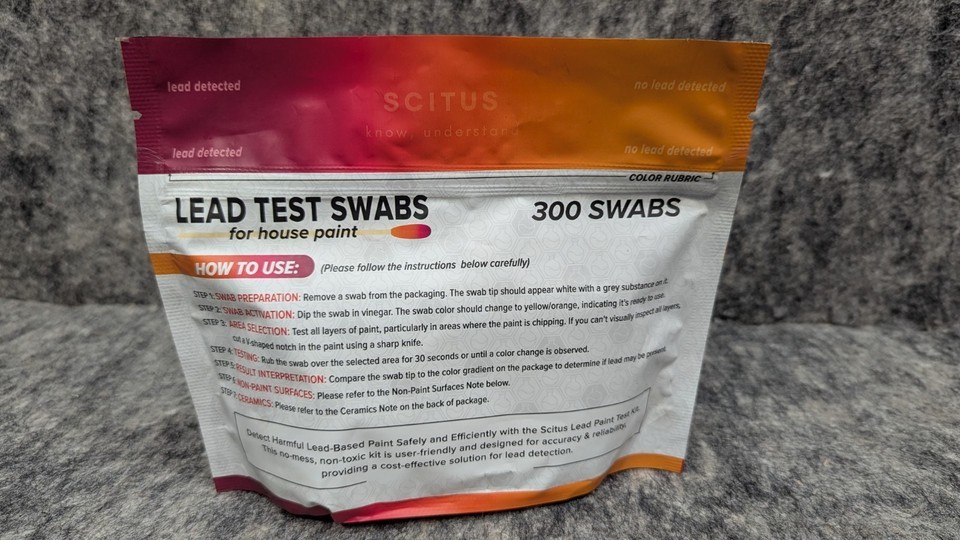 lead detected
no lead detected
SCITUS
know, understand
lead detected
no lead detected
COLOR RUBRIC
LEAD TEST SWABS
300 SWABS
for house paint
HOW TO USE:
(Please follow the instructions below carefully)
STEP 1: SWAB PREPARATION: Remove a swab from the packaging. The swab tip should appear white with a grey substance on it.
STEP 2: SWAB ACTIVATION: Dip the swab in vinegar. The swab color should change to yellow/orange, indicating it's ready to use.
STEP 3: AREA SELECTION: Test all layers of paint, particularly in areas where the paint is chipping. If you can't visually inspect all layers,
cut a V-shaped notch in the paint using a sharp knife.
STEP 4: TESTING: Rub the swab over the selected area for 30 seconds or until a color change is observed.
STEP 5: RESULT INTERPRETATION: Compare the swab tip to the color gradient on the package to determine if lead may be present.
STEP 6: NON-PAINT SURFACES: Please refer to the Non-Paint Surfaces Note below.
STEP 7: CERAMICS: Please refer to the Ceramics Note on the back of package.
Detect Harmful Lead-Based Paint Safely and Efficiently with the Scitus Lead Paint Test Kit.
This no-mess, non-toxic kit is user-friendly and designed for accuracy & reliability,
providing a cost-effective solution for lead detection.